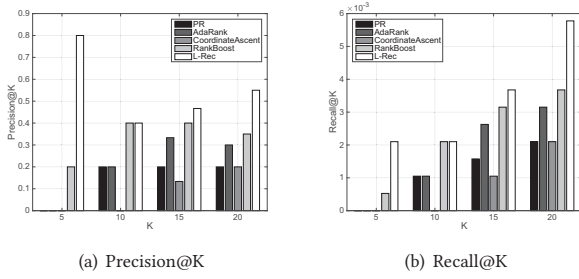 0.9
0.8
0.7
0.6
0.5
0.4
0.3
0.2
0.1
0
Precision@K
PR
AdaRank
CoordinateAscent
RankBoost
L-Rec
5 10 15 20
K
(a) Precision@K
×10⁻³
6
5
4
3
2
1
0
Recall@K
PR
AdaRank
CoordinateAscent
RankBoost
L-Rec
5 10 15 20
K
(b) Recall@K